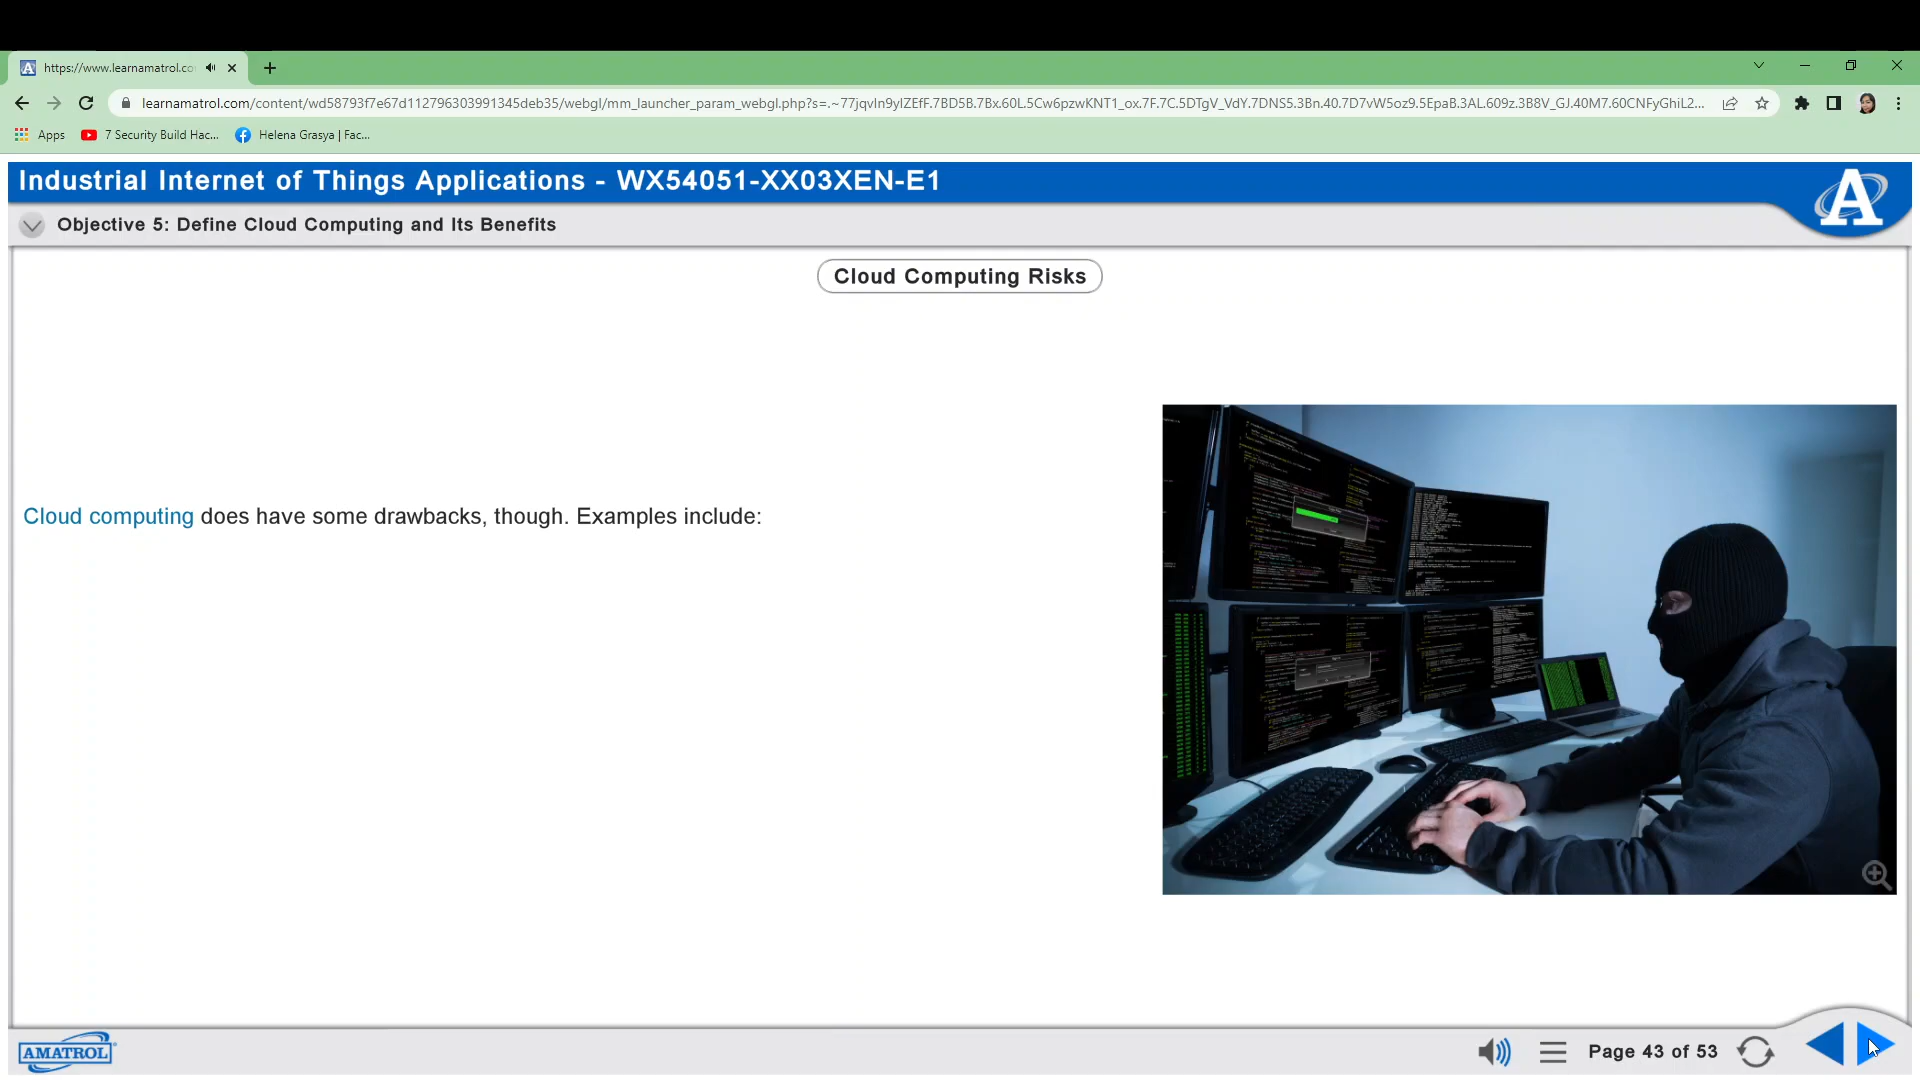 https://www.learnamatrol.co
learnamatrol.com/content/wd58793f7e67d112796303991345deb35/webgl/mm_launcher_param_webgl.php?s=.~77jqvIn9yIZEfF.7BD5B.7Bx.60L.5Cw6pzwKNT1_ox.7F.7C.5DTgV_VdY.7DNS5.3Bn.40.7D7vW5oz9.5EpaB.3AL.609z.3B8V_GJ.40M7.60CNFyGhiL2...
Apps 7 Security Build Hac... Helena Grasya | Fac...
Industrial Internet of Things Applications - WX54051-XX03XEN-E1
A
Objective 5: Define Cloud Computing and Its Benefits
Cloud Computing Risks
Cloud computing does have some drawbacks, though. Examples include:
AMATROL
Page 43 of 53